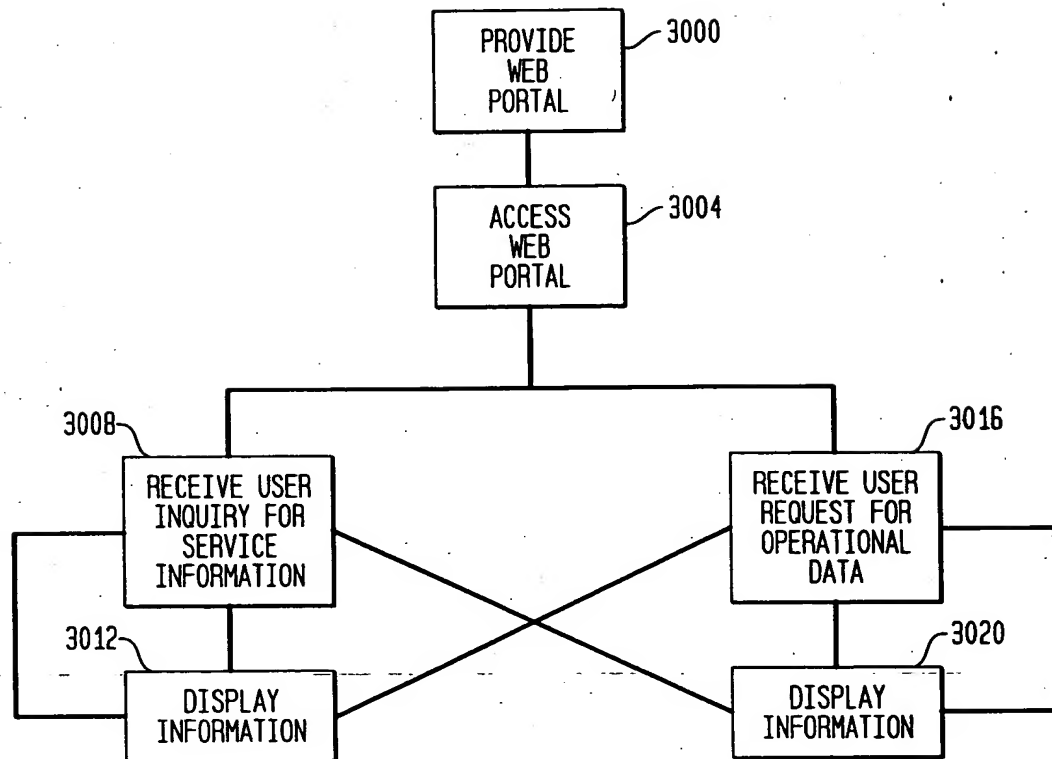 PROVIDE
WEB
PORTAL
3000
ACCESS
WEB
PORTAL
3004
3008
RECEIVE USER
INQUIRY FOR
SERVICE
INFORMATION
3016
RECEIVE USER
REQUEST FOR
OPERATIONAL
DATA
3012
DISPLAY
INFORMATION
3020
DISPLAY
INFORMATION